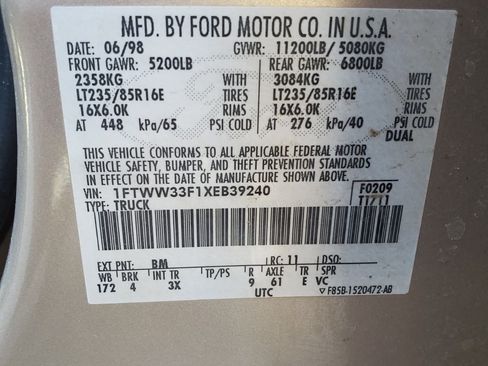 MFD. BY FORD MOTOR CO. IN U.S.A.
DATE: 06/98 GVWR: 11200LB/ 5080KG
FRONT GAWR: 5200LB REAR GAWR: 6800LB
2358KG WITH 3084KG WITH
LT235/85R16E TIRES LT235/85R16E TIRES
16X6.0K RIMS 16X6.0K RIMS
AT 448 kPa/65 PSI COLD AT 276 kPa/40 PSI COLD
DUAL
THIS VEHICLE CONFORMS TO ALL APPLICABLE FEDERAL MOTOR
VEHICLE SAFETY, BUMPER, AND THEFT PREVENTION STANDARDS
IN EFFECT ON THE DATE OF MANUFACTURE SHOWN ABOVE.
VIN: 1FTWW33F1XEB39240 F0209
TYPE: TRUCK T1Z11
EXT PNT: BM RC: 11 DSO:
WB BRK INT TR TP/PS R AXLE TR SPR
172 4 3X 9 61 E VC
UTC F85B-1520472-AB